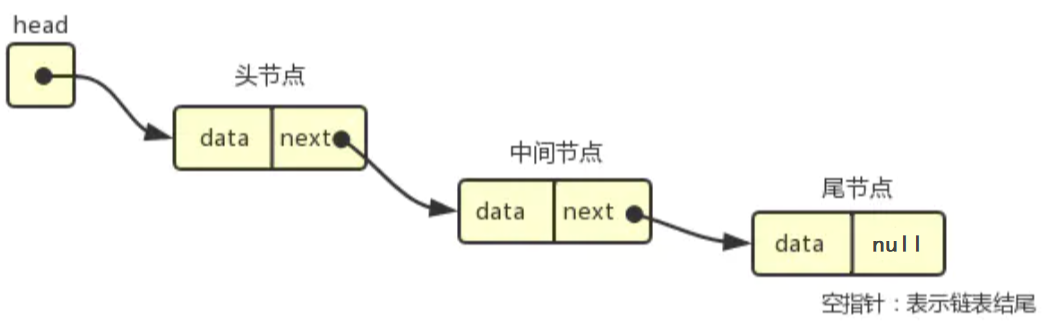 head
头节点
data next
中间节点
data next
尾节点
data null
空指针：表示链表结尾